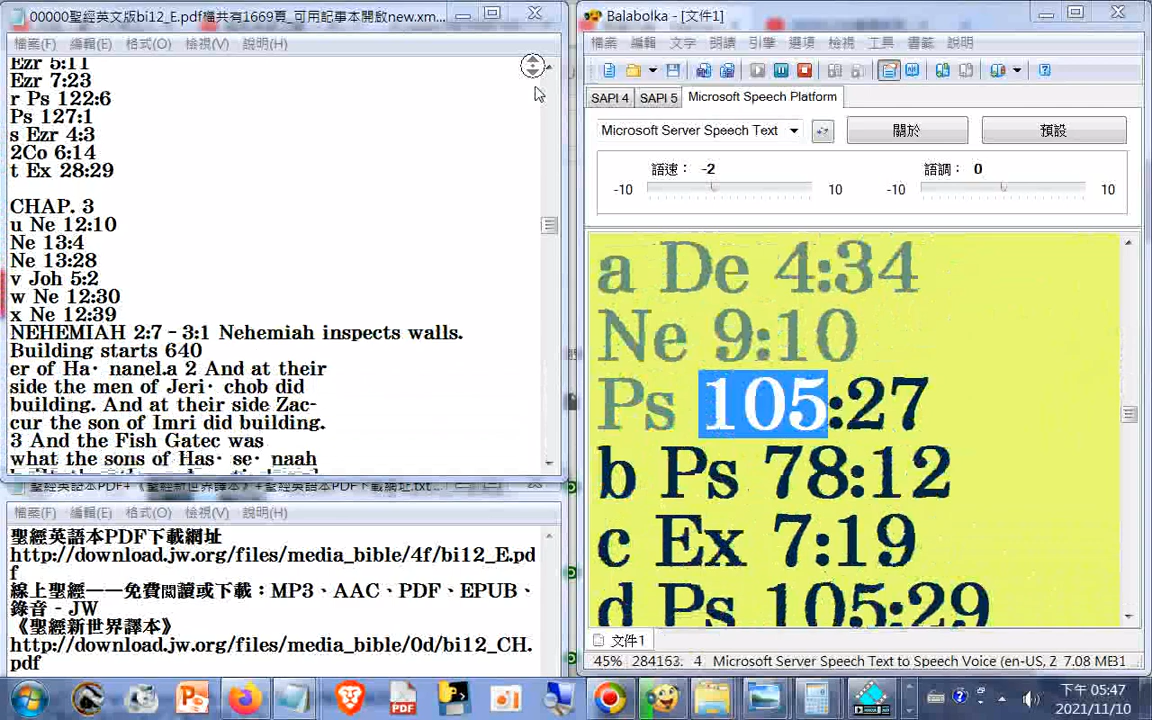 00000聖經英文版bi12_E.pdf檔共有1669頁_可用記事本開啟new.xm...
檔案(F) 編輯(E) 格式(O) 檢視(V) 說明(H)
Ezr 5:11
Ezr 7:23
r Ps 122:6
Ps 127:1
s Ezr 4:3
2Co 6:14
t Ex 28:29
CHAP. 3
u Ne 12:10
Ne 13:4
Ne 13:28
v Joh 5:2
w Ne 12:30
x Ne 12:39
NEHEMIAH 2:7 - 3:1 Nehemiah inspects walls.
Building starts 640
er of Ha· nanel.a 2 And at their
side the men of Jeri· chob did
building. And at their side Zac-
cur the son of Imri did building.
3 And the Fish Gatec was
what the sons of Has· se· naah
聖經英語本PDF+《聖經新世界譯本》+聖經英語本PDF下載網址.txt...
檔案(F) 編輯(E) 格式(O) 檢視(V) 說明(H)
聖經英語本PDF下載網址
http://download.jw.org/files/media_bible/4f/bi12_E.pd
f
線上聖經——免費閱讀或下載：MP3、AAC、PDF、EPUB、
錄音 - JW
《聖經新世界譯本》
http://download.jw.org/files/media_bible/0d/bi12_CH.
pdf
Balabolka - [文件1]
檔案 編輯 文字 朗讀 引擎 選項 檢視 工具 書籤 說明
SAPI 4 SAPI 5 Microsoft Speech Platform
Microsoft Server Speech Text 關於 預設
語速： -2 語調： 0
-10 10 -10 10
a De 4:34
Ne 9:10
Ps 105:27
b Ps 78:12
c Ex 7:19
d Ps 105:29
文件1
45% 284163. 4 Microsoft Server Speech Text to Speech Voice (en-US, 2 7.08 MB1
PDF
下午 05:47
2021/11/10